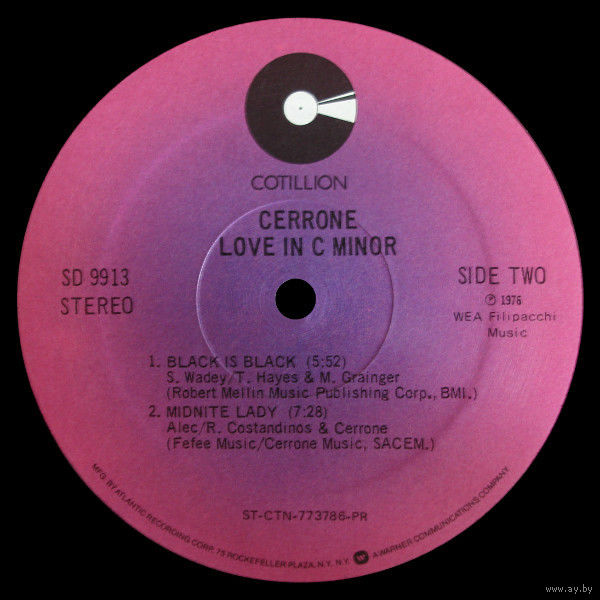 COTILLION
CERRONE
LOVE IN C MINOR
SD 9913
STEREO
SIDE TWO
℗ 1976
WEA Filipacchi
Music
1. BLACK IS BLACK (5:52)
S. Wadey/T. Hayes & M. Grainger
(Robert Mellin Music Publishing Corp., BMI.)
2. MIDNITE LADY (7:28)
Alec/R. Costandinos & Cerrone
(Fefee Music/Cerrone Music, SACEM.)
ST-CTN-773786-PR
MFG. BY ATLANTIC RECORDING CORP. 75 ROCKEFELLER PLAZA, N.Y. N.Y. A WARNER COMMUNICATIONS COMPANY
www.ay.by